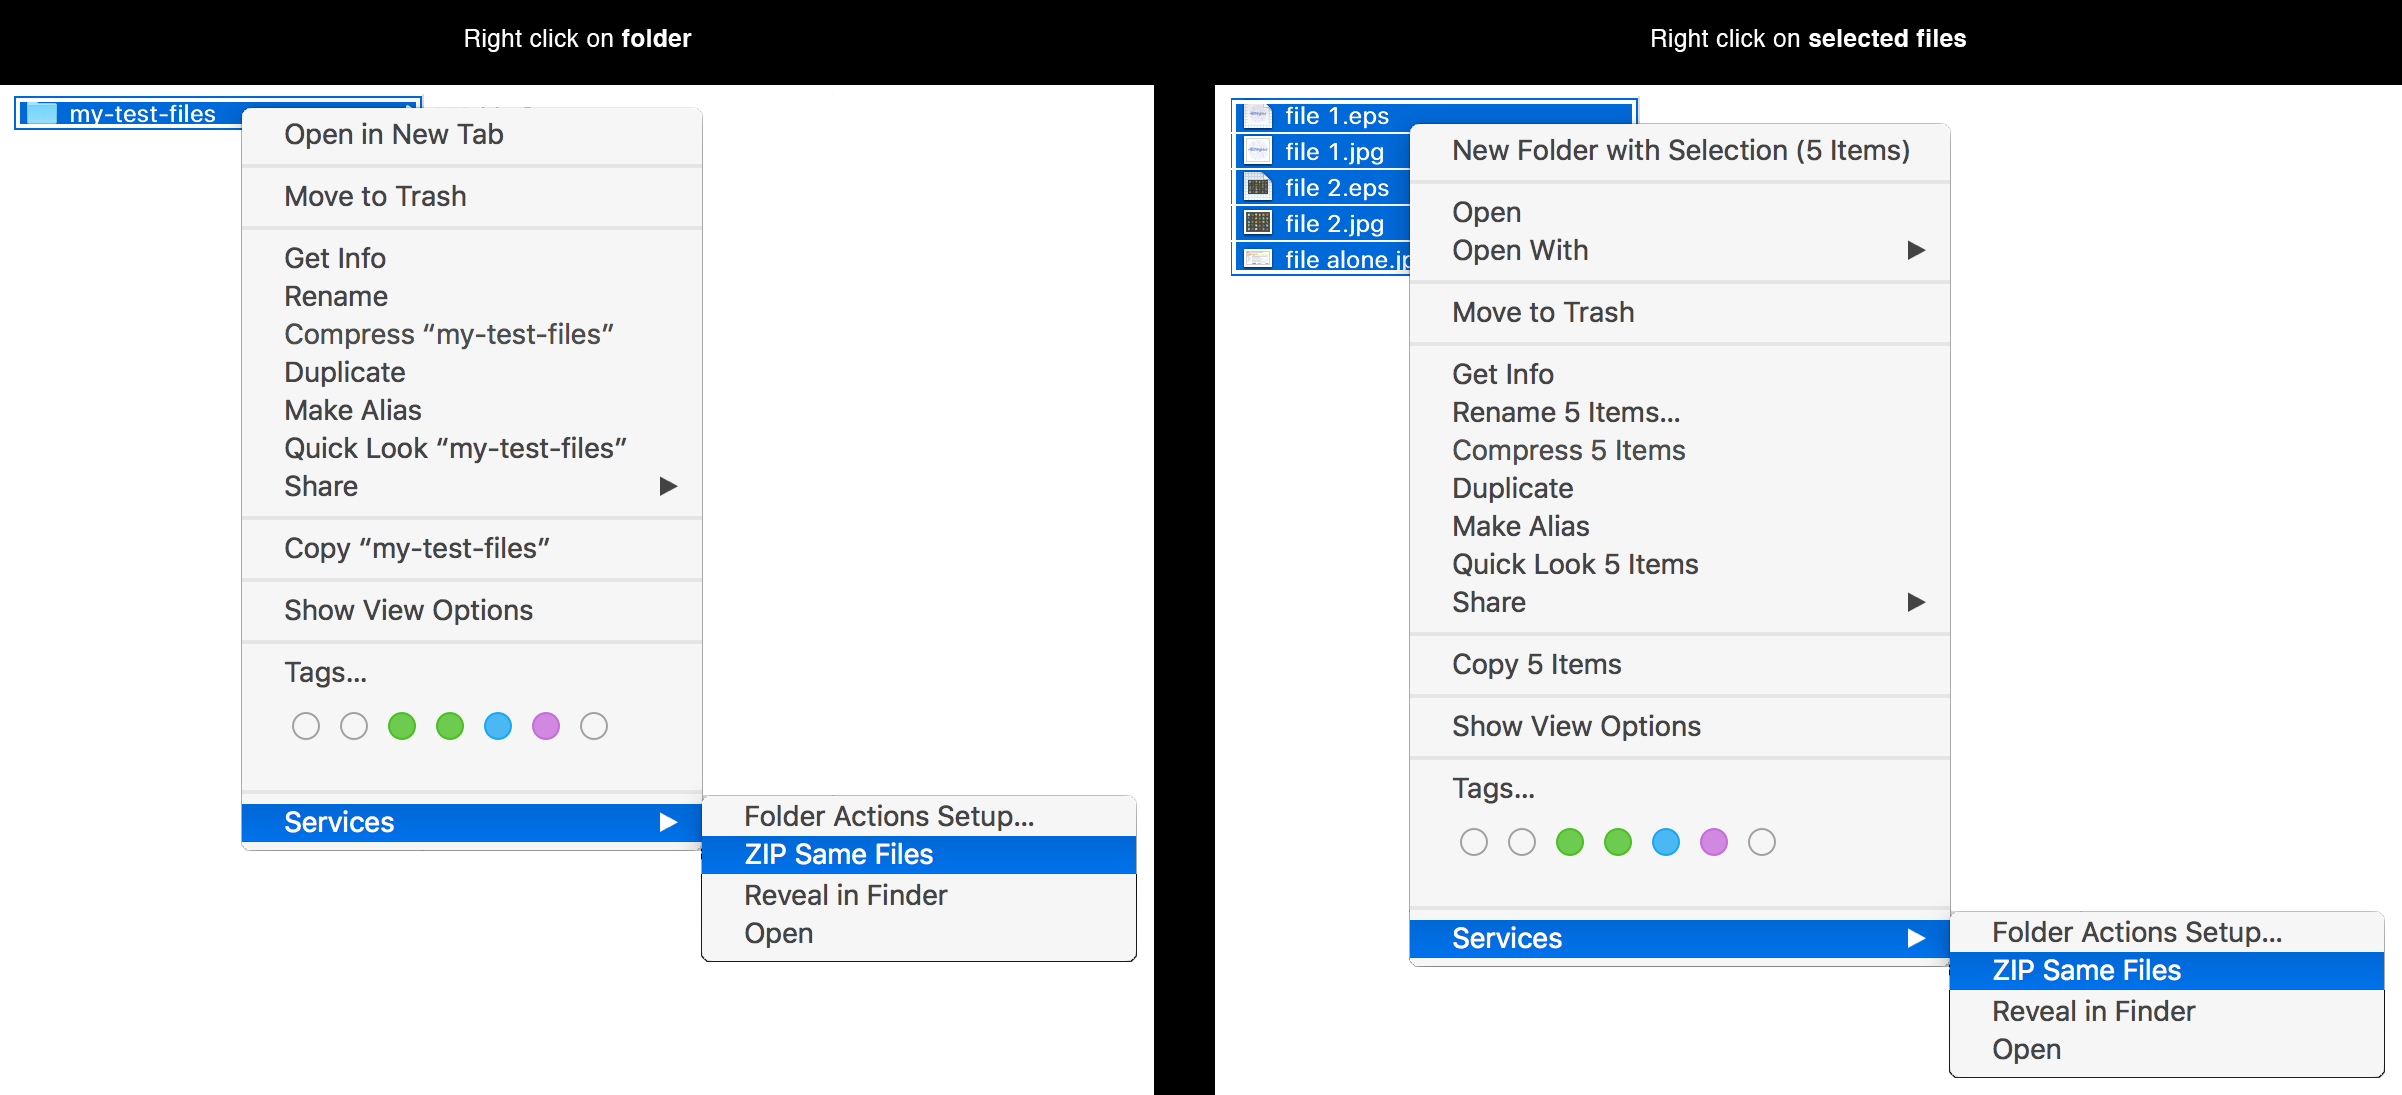 Right click on folder
my-test-files
Open in New Tab
Move to Trash
Get Info
Rename
Compress “my-test-files”
Duplicate
Make Alias
Quick Look “my-test-files”
Share
Copy “my-test-files”
Show View Options
Tags...
Services
Folder Actions Setup...
ZIP Same Files
Reveal in Finder
Open
Right click on selected files
file 1.eps
file 1.jpg
file 2.eps
file 2.jpg
file alone.jp
New Folder with Selection (5 Items)
Open
Open With
Move to Trash
Get Info
Rename 5 Items...
Compress 5 Items
Duplicate
Make Alias
Quick Look 5 Items
Share
Copy 5 Items
Show View Options
Tags...
Services
Folder Actions Setup...
ZIP Same Files
Reveal in Finder
Open